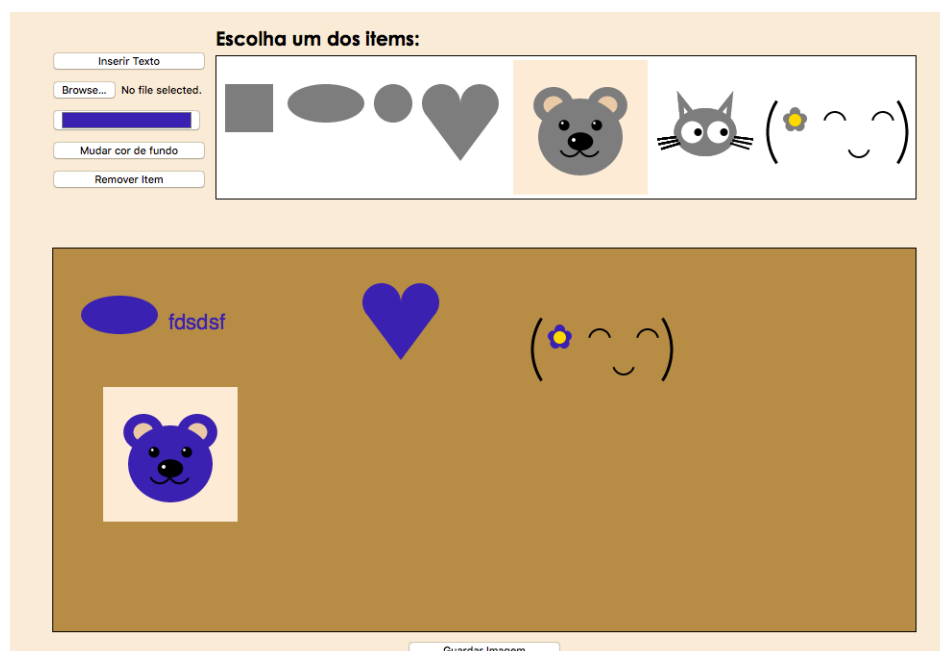 Escolha um dos items:
Inserir Texto
Browse... No file selected.
Mudar cor de fundo
Remover Item
fdsdsf
Guardar Imagem